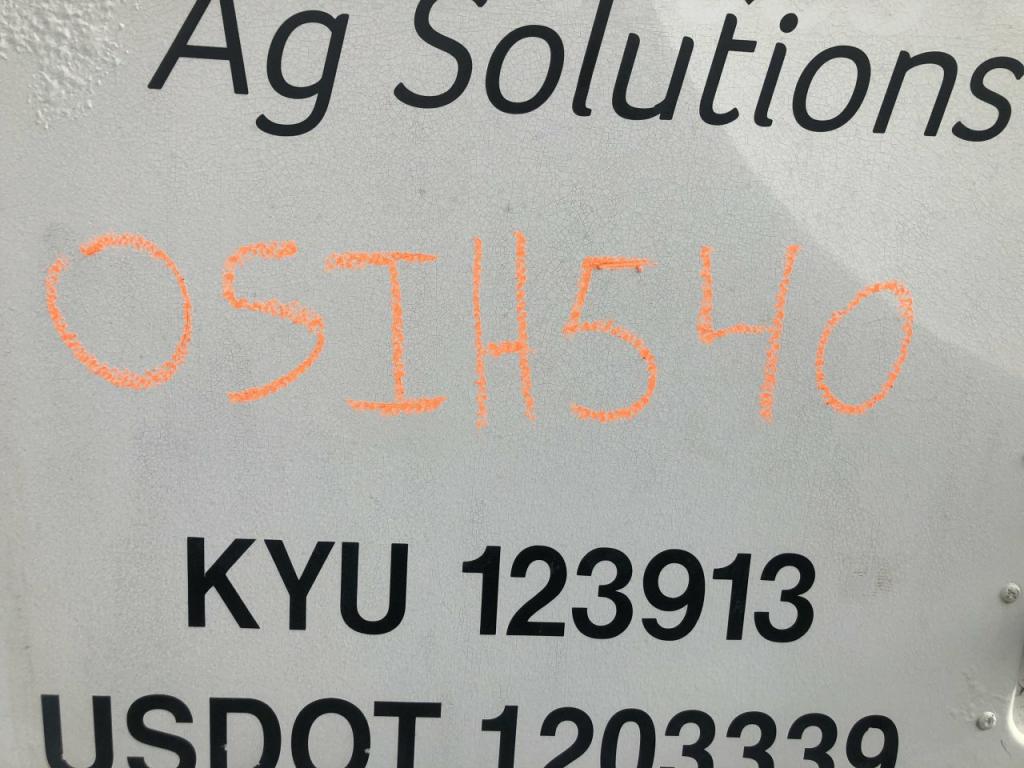 Ag Solutions
OSIH540
KYU 123913
USDOT 1203339